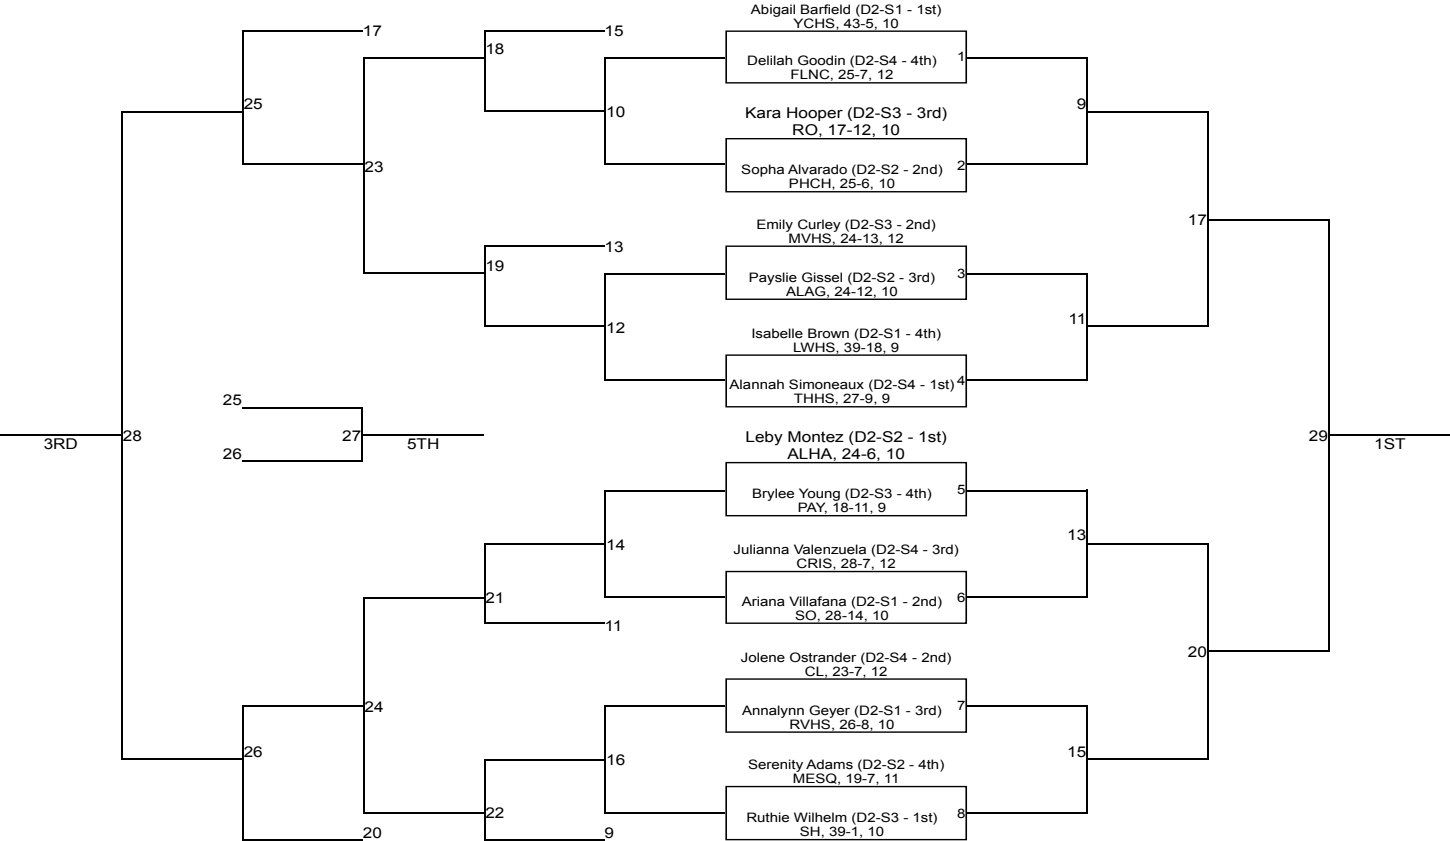 17
15
Abigail Barfield (D2-S1 - 1st)
YCHS, 43-5, 10
18
Delilah Goodin (D2-S4 - 4th)
FLNC, 25-7, 12
1
25
10
9
Kara Hooper (D2-S3 - 3rd)
RO, 17-12, 10
23
Sopha Alvarado (D2-S2 - 2nd)
PHCH, 25-6, 10
2
17
Emily Curley (D2-S3 - 2nd)
MVHS, 24-13, 12
13
19
Payslie Gissel (D2-S2 - 3rd)
ALAG, 24-12, 10
3
12
11
Isabelle Brown (D2-S1 - 4th)
LWHS, 39-18, 9
Alannah Simoneaux (D2-S4 - 1st)
THHS, 27-9, 9
4
25
3RD
28
27
5TH
26
29
1ST
Leby Montez (D2-S2 - 1st)
ALHA, 24-6, 10
Brylee Young (D2-S3 - 4th)
PAY, 18-11, 9
5
14
13
Julianna Valenzuela (D2-S4 - 3rd)
CRIS, 28-7, 12
21
Ariana Villafana (D2-S1 - 2nd)
SO, 28-14, 10
6
11
20
Jolene Ostrander (D2-S4 - 2nd)
CL, 23-7, 12
24
Annalynn Geyer (D2-S1 - 3rd)
RVHS, 26-8, 10
7
26
16
15
Serenity Adams (D2-S2 - 4th)
MESQ, 19-7, 11
22
Ruthie Wilhelm (D2-S3 - 1st)
SH, 39-1, 10
8
20
9